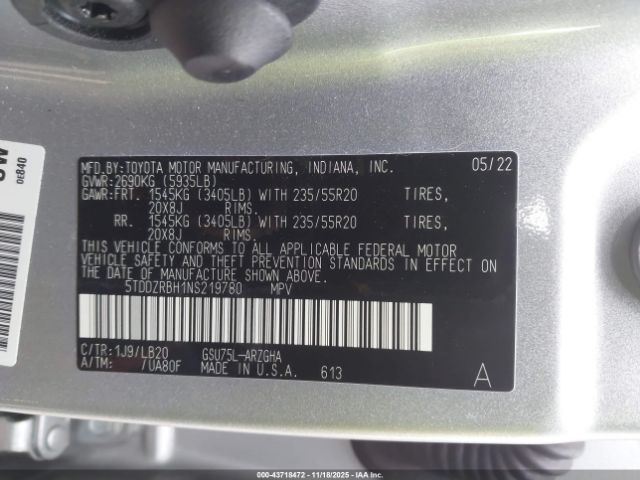 MFD.BY:TOYOTA MOTOR MANUFACTURING, INDIANA, INC. 05/22
GVWR:2690KG (5935LB)
GAWR:FRT. 1545KG (3405LB) WITH 235/55R20 TIRES,
20X8J RIMS.
RR. 1545KG (3405LB) WITH 235/55R20 TIRES,
20X8J RIMS.
THIS VEHICLE CONFORMS TO ALL APPLICABLE FEDERAL MOTOR
VEHICLE SAFETY AND THEFT PREVENTION STANDARDS IN
EFFECT ON THE DATE OF MANUFACTURE SHOWN ABOVE.
5TDDZRBH1NS219780 MPV
C/TR:1J9/LB20 GSU75L-ARZGHA
A/TM: /UA80F MADE IN U.S.A. 613 A
0E840
000-43718472 - 11/18/2025 - IAAI.COM